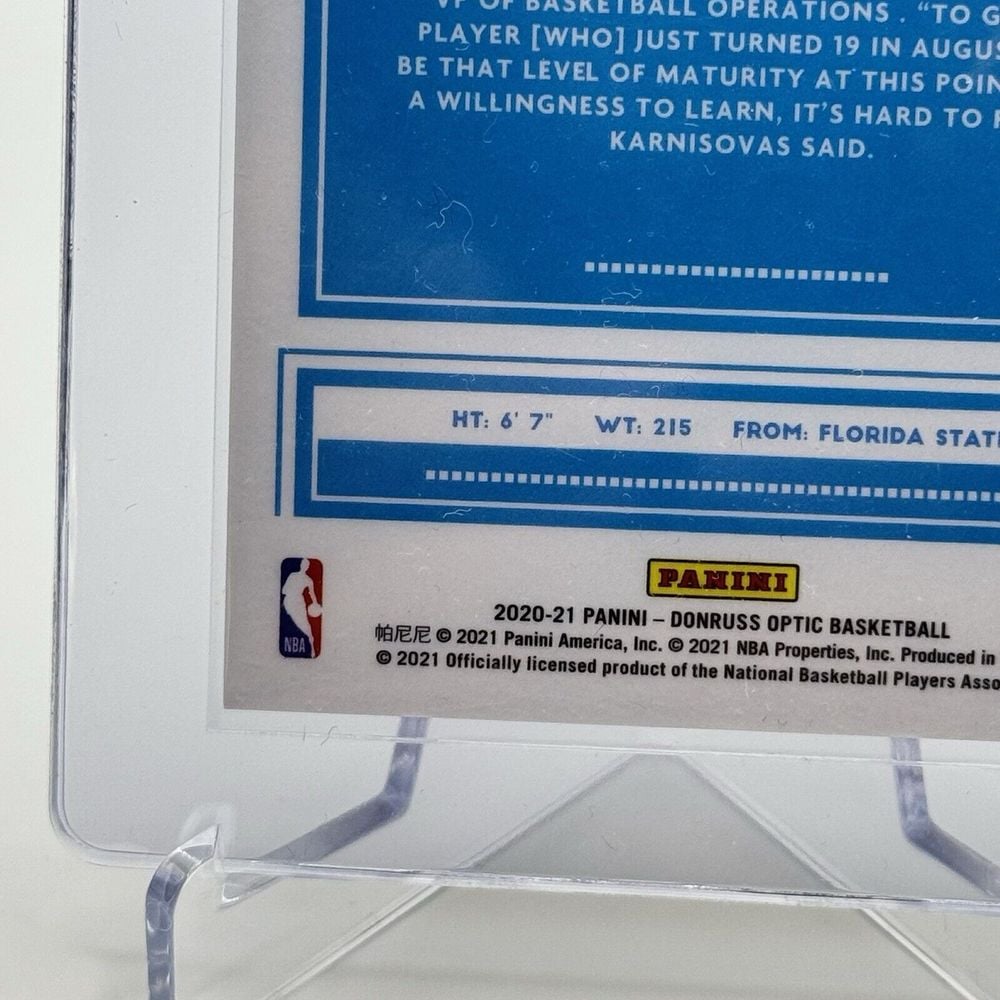 VP OF BASKETBALL OPERATIONS. "TO G
PLAYER [WHO] JUST TURNED 19 IN AUGUS
BE THAT LEVEL OF MATURITY AT THIS POIN
A WILLINGNESS TO LEARN, IT'S HARD TO
KARNISOVAS SAID.
HT: 6' 7" WT: 215 FROM: FLORIDA STATE
NBA
PANINI
2020-21 PANINI – DONRUSS OPTIC BASKETBALL
帕尼尼 © 2021 Panini America, Inc. © 2021 NBA Properties, Inc. Produced in
© 2021 Officially licensed product of the National Basketball Players Asso